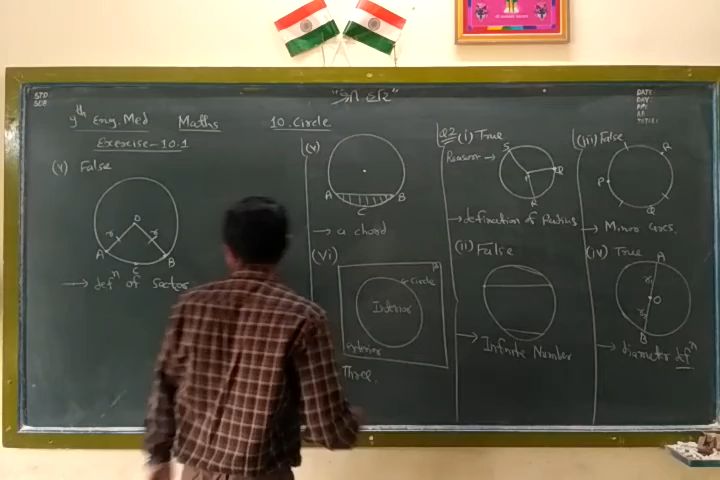 STD:
SUB:
DATE:
DAY:
9th Eng. Med
Maths
10. Circle
Exercise-10.1
(V) False
O
r
r
A
B
C
→ defn of Sector
(V)
A
B
C
→ a chord
(Vi)
Circle
Interior
exterior
Three.
Q2 (i) True
Reason →
S
R
→ defination of Radius
(ii) False
→ Infinite Number
(iii) False
P
Q
R
→ Minor arcs.
(iv) True
A
O
B
→ diameter defn